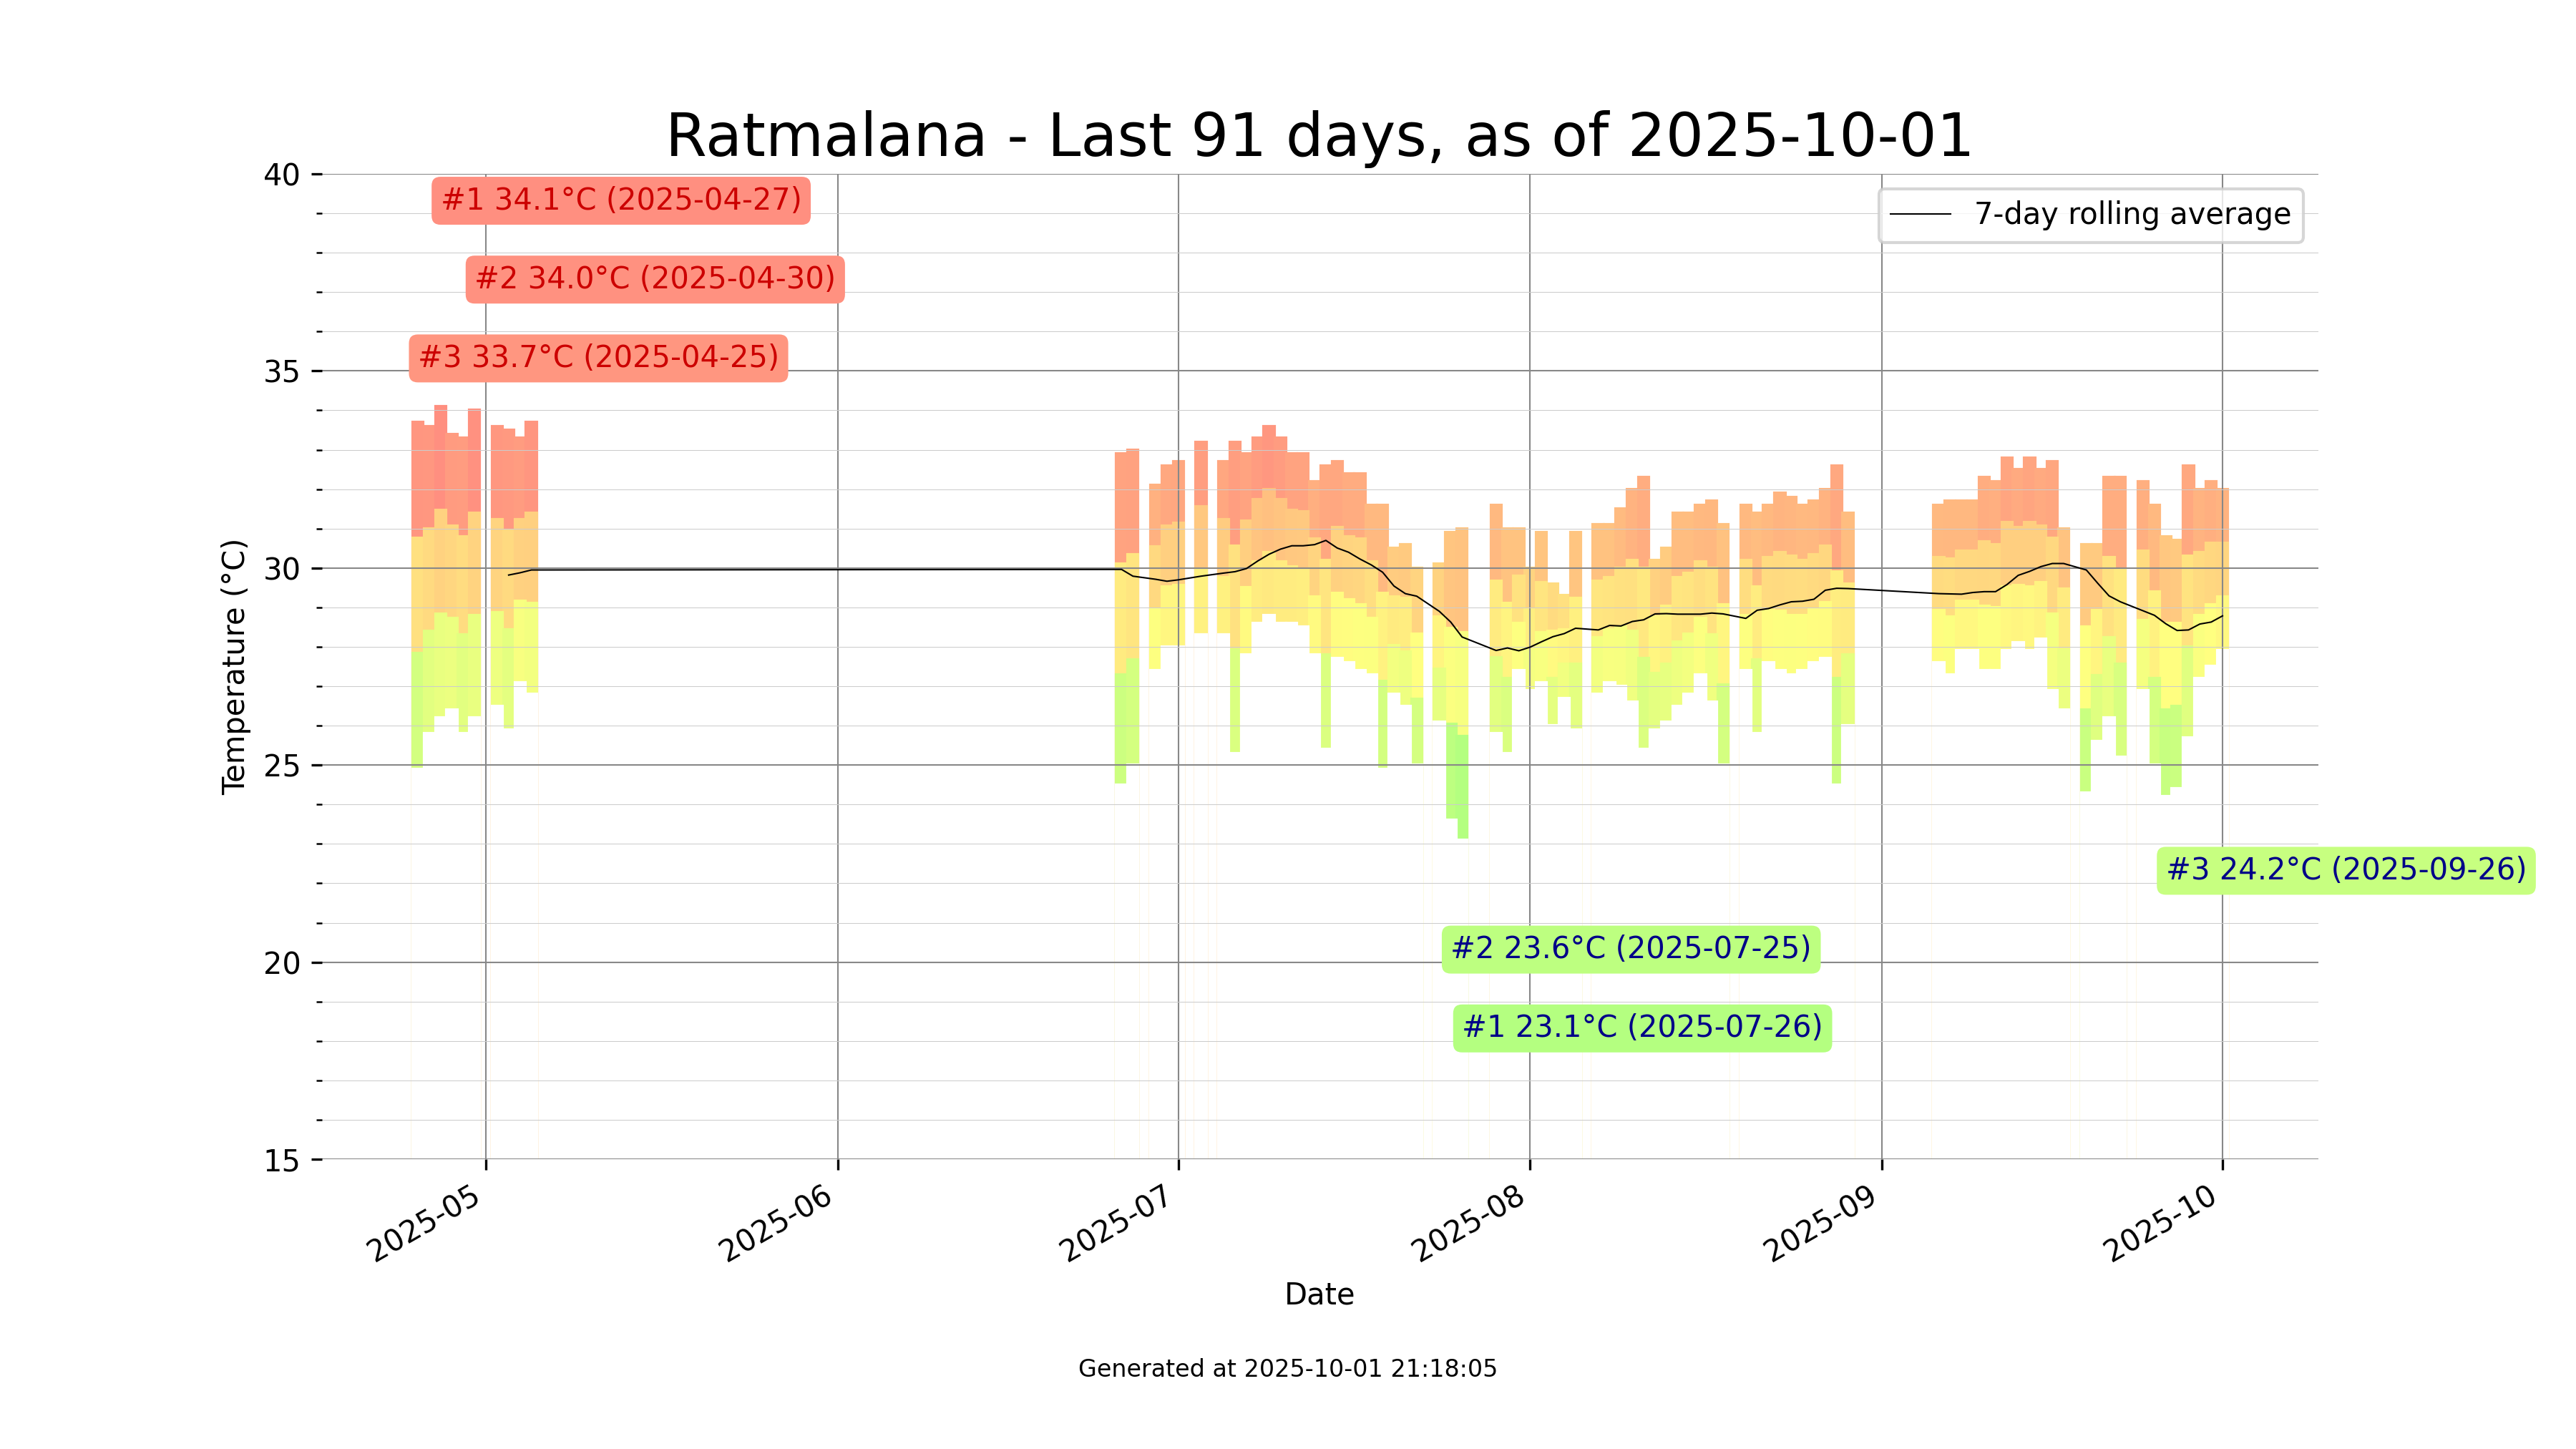 Ratmalana - Last 91 days, as of 2025-10-01
40
35
30
25
20
15
Temperature (°C)
#1 34.1°C (2025-04-27)
#2 34.0°C (2025-04-30)
#3 33.7°C (2025-04-25)
7-day rolling average
#3 24.2°C (2025-09-26)
#2 23.6°C (2025-07-25)
#1 23.1°C (2025-07-26)
2025-05
2025-06
2025-07
2025-08
2025-09
2025-10
Date
Generated at 2025-10-01 21:18:05